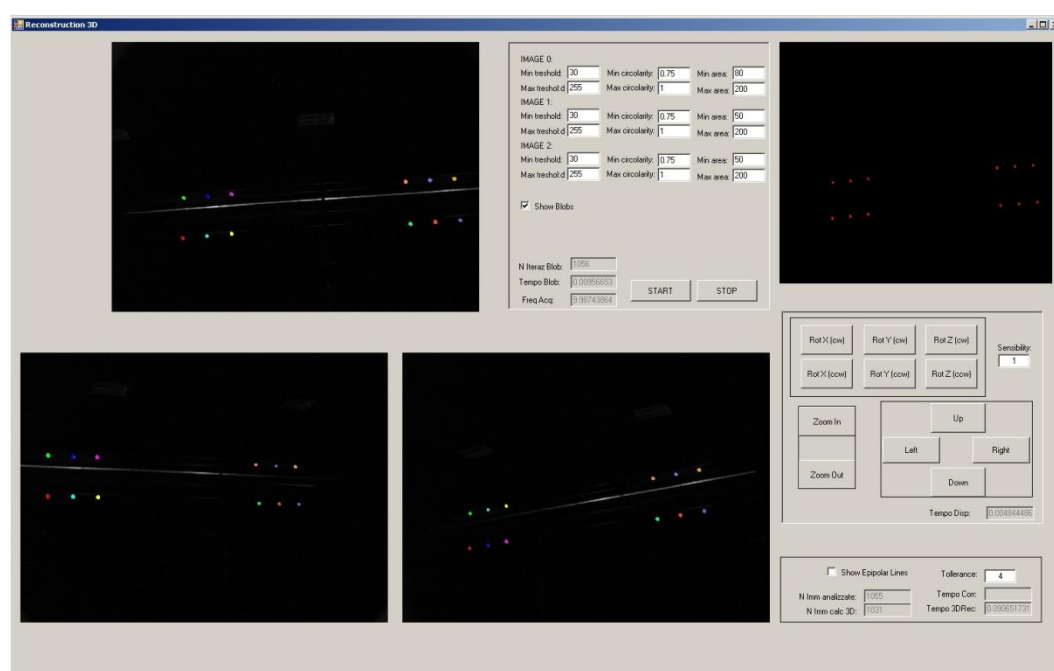 Reconstruction 3D
IMAGE 0:
Min treshold: 30 Min circolarity: 0.75 Min area: 80
Max treshol:d 255 Max circolarity: 1 Max area: 200
IMAGE 1:
Min treshold: 30 Min circolarity: 0.75 Min area: 50
Max treshol:d 255 Max circolarity: 1 Max area: 200
IMAGE 2:
Min treshold: 30 Min circolarity: 0.75 Min area: 50
Max treshol:d 255 Max circolarity: 1 Max area: 200
Show Blobs
N Iteraz Blob: 1056
Tempo Blob: 0.00956653
Freq Acq: 9.98743864
START STOP
Rot X (cw) Rot Y (cw) Rot Z (cw)
Sensibility:
1
Rot X (ccw) Rot Y (ccw) Rot Z (ccw)
Zoom In
Zoom Out
Up
Left Right
Down
Tempo Disp: 0.004844486
Show Epipolar Lines Tollerance: 4
N Imm analizzate: 1055 Tempo Corr:
N Imm calc 3D: 1031 Tempo 3DRec: 0.090651731